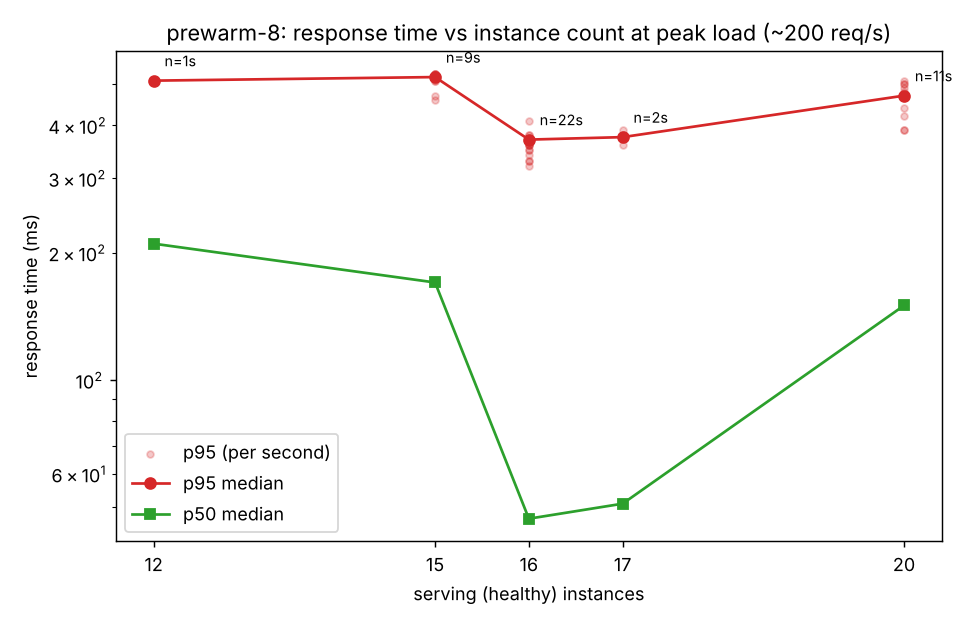 prewarm-8: response time vs instance count at peak load (~200 req/s)
n=1s
n=9s
n=22s
n=2s
n=11s
response time (ms)
4 × 10²
3 × 10²
2 × 10²
10²
6 × 10¹
p95 (per second)
p95 median
p50 median
12
15
16
17
20
serving (healthy) instances